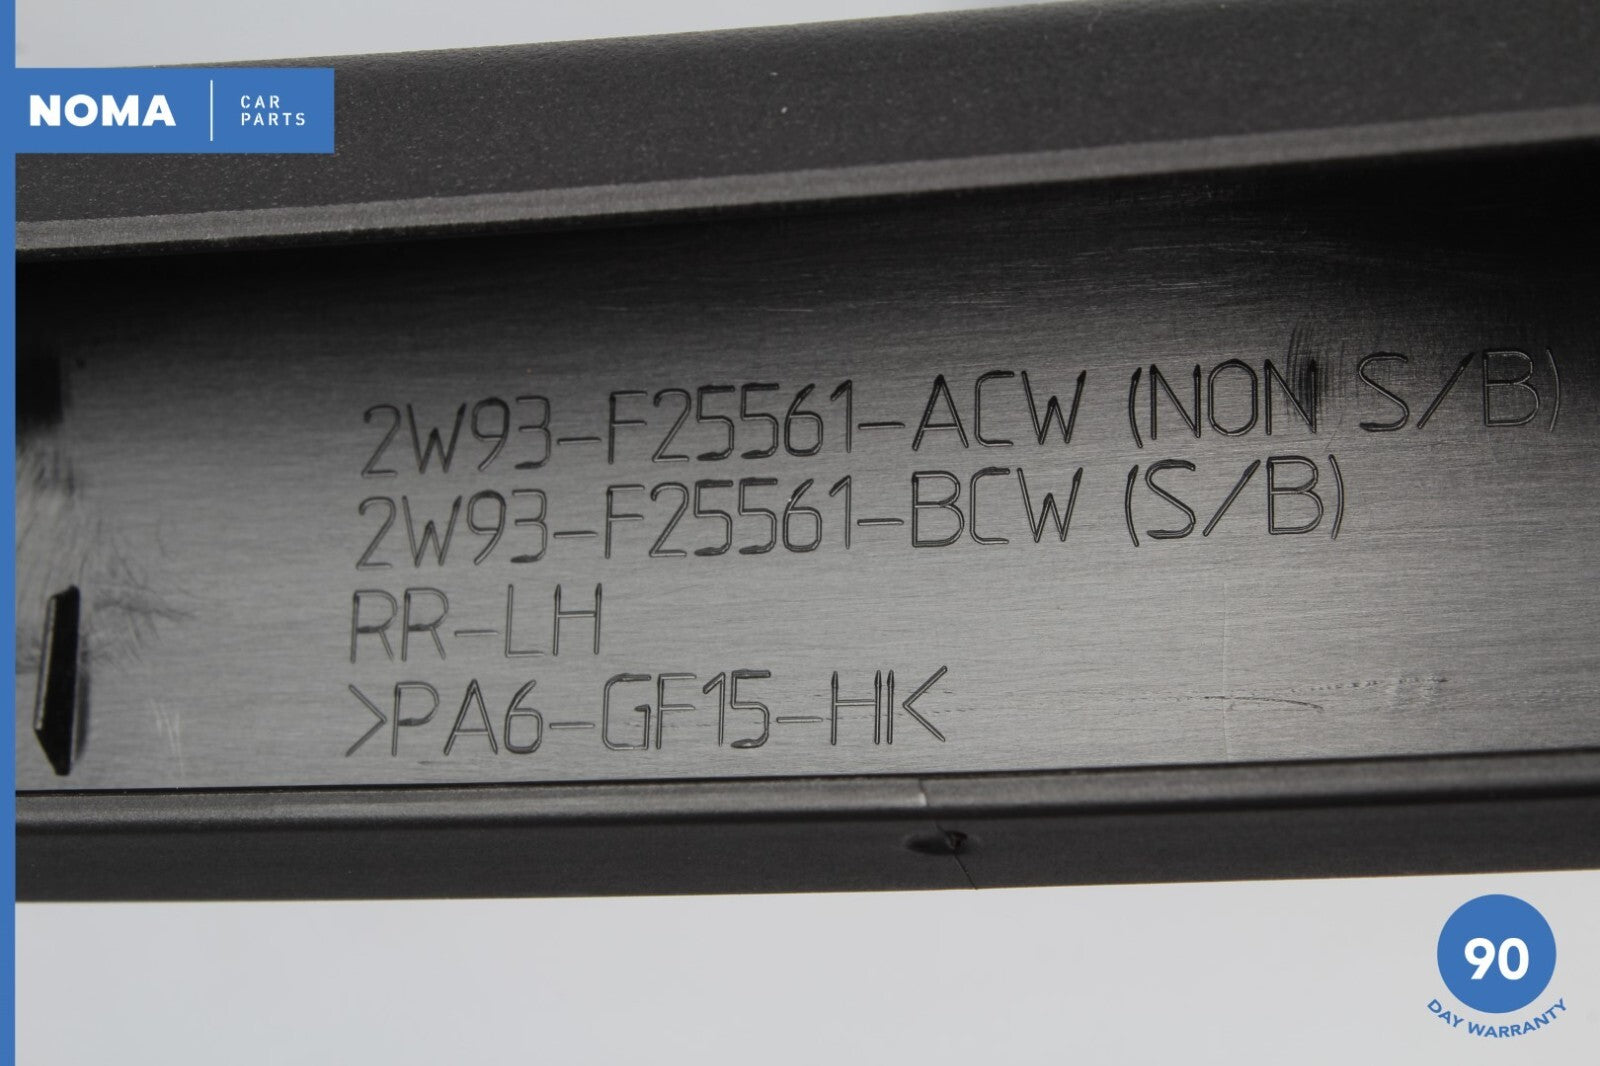 NOMA
CAR
PARTS
2W93-F25561-ACW (NON S/B)
2W93-F25561-BCW (S/B)
RR-LH
>PA6-GF15-HI<
90
DAY WARRANTY